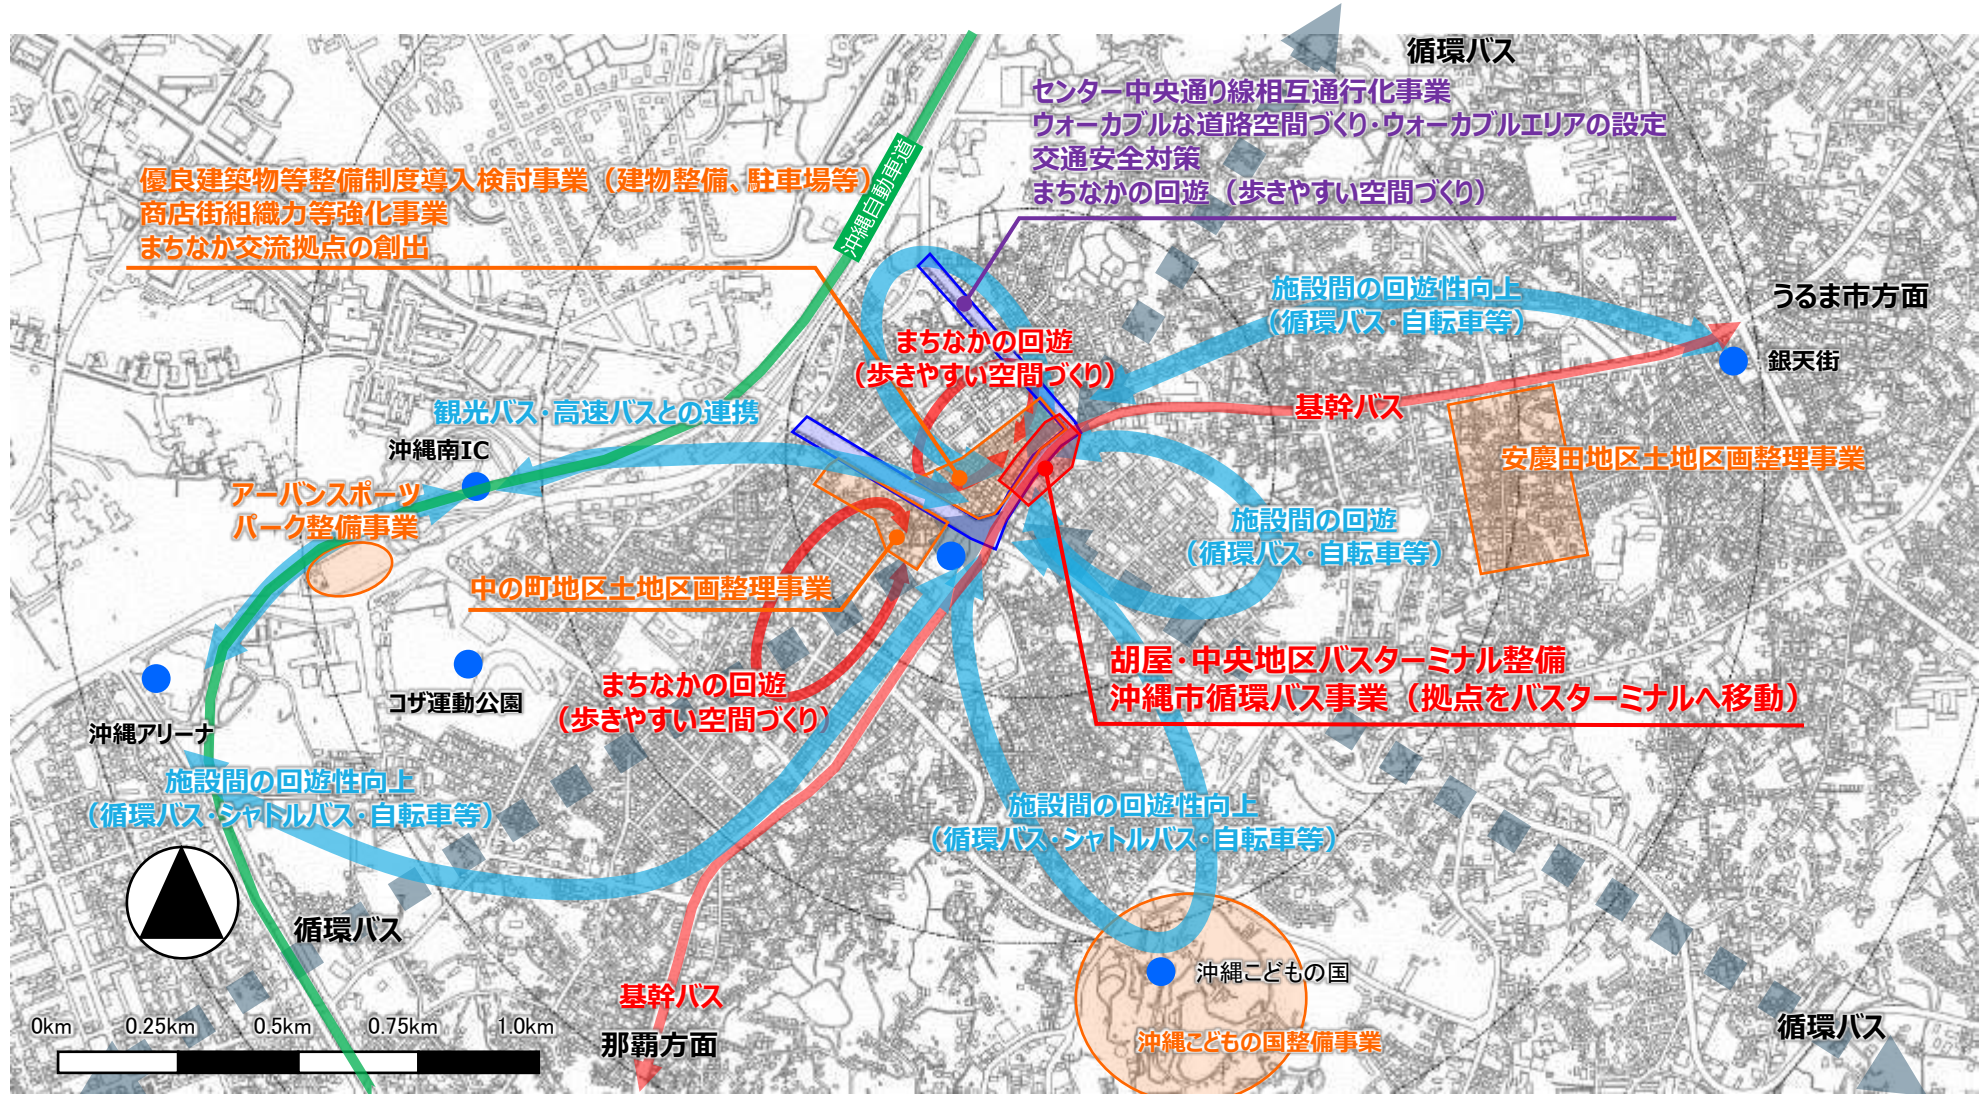 循環バス
センター中央通り線相互通行化事業
ウォーカブルな道路空間づくり・ウォーカブルエリアの設定
交通安全対策
まちなかの回遊（歩きやすい空間づくり）
沖縄自動車道
優良建築物等整備制度導入検討事業（建物整備、駐車場等）
商店街組織力等強化事業
まちなか交流拠点の創出
施設間の回遊性向上
（循環バス・自転車等）
うるま市方面
銀天街
まちなかの回遊
（歩きやすい空間づくり）
基幹バス
観光バス・高速バスとの連携
沖縄南IC
アーバンスポーツ
パーク整備事業
安慶田地区土地区画整理事業
施設間の回遊
（循環バス・自転車等）
中の町地区土地区画整理事業
胡屋・中央地区バスターミナル整備
沖縄市循環バス事業（拠点をバスターミナルへ移動）
まちなかの回遊
（歩きやすい空間づくり）
コザ運動公園
沖縄アリーナ
施設間の回遊性向上
（循環バス・シャトルバス・自転車等）
施設間の回遊性向上
（循環バス・シャトルバス・自転車等）
循環バス
沖縄こどもの国
沖縄こどもの国整備事業
基幹バス
那覇方面
循環バス
0km 0.25km 0.5km 0.75km 1.0km